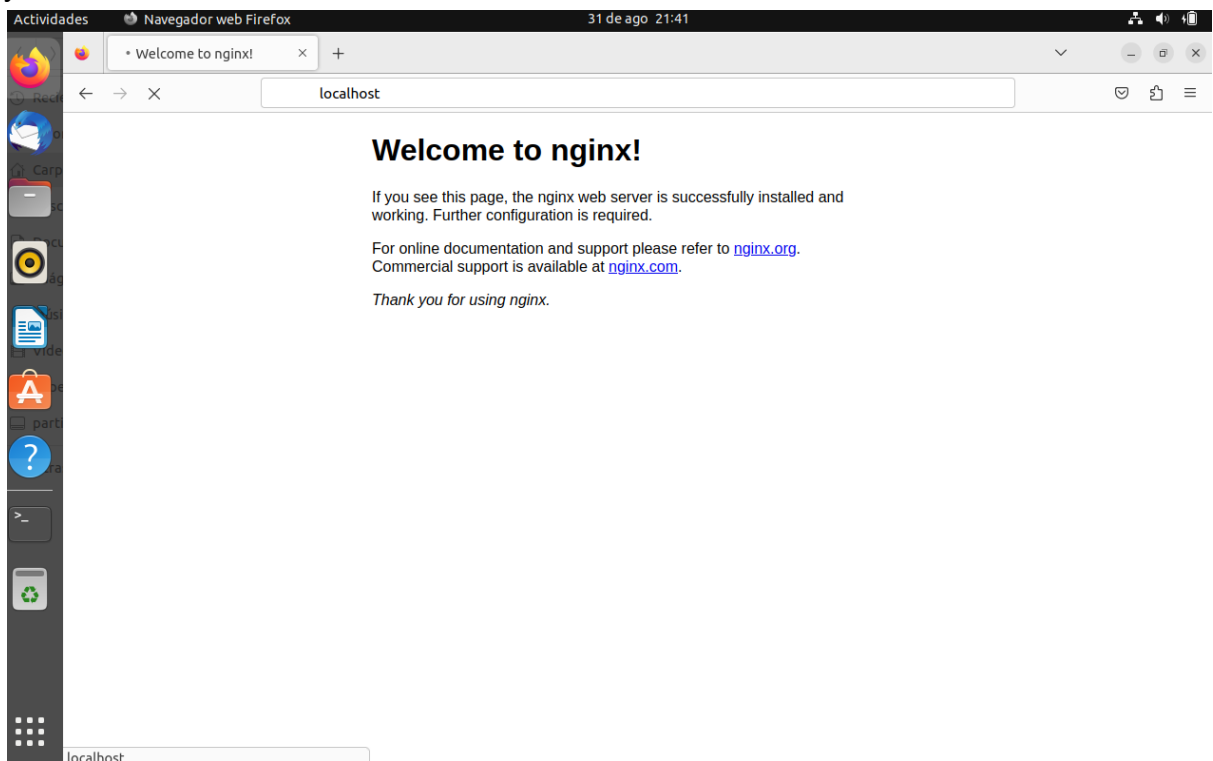 Actividades
Navegador web Firefox
31 de ago 21:41
Welcome to nginx!
localhost
Welcome to nginx!
If you see this page, the nginx web server is successfully installed and
working. Further configuration is required.
For online documentation and support please refer to nginx.org.
Commercial support is available at nginx.com.
Thank you for using nginx.
localhost